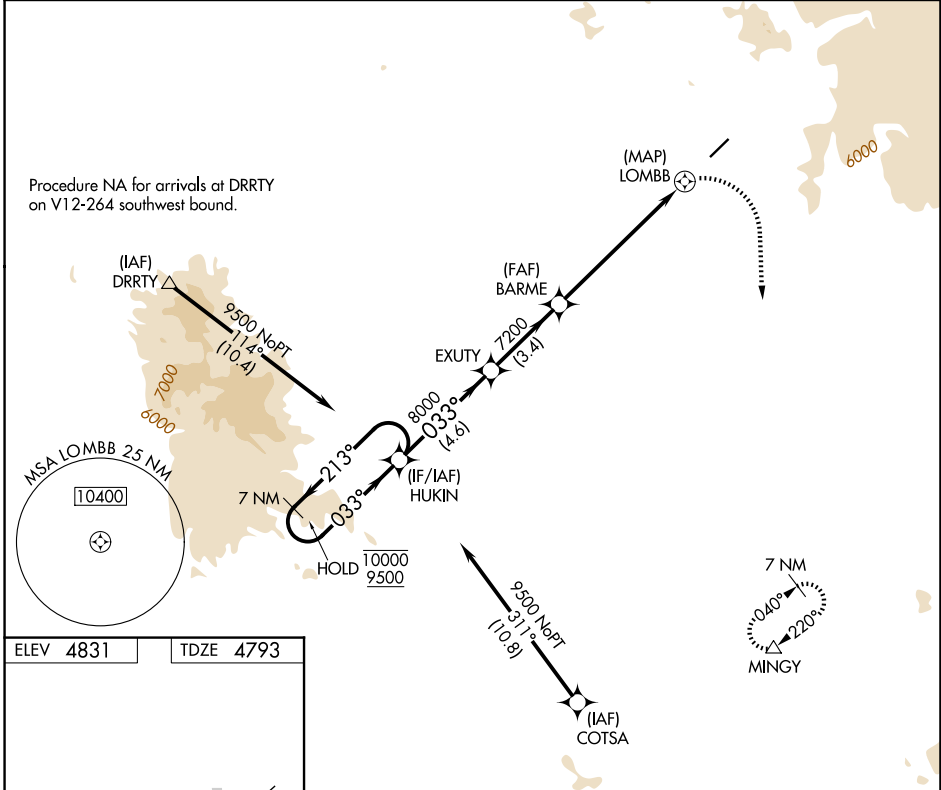 Procedure NA for arrivals at DRRTY
on V12-264 southwest bound.
6000
(MAP)
LOMBB
(IAF)
DRRTY
9500 NoPT
114°
(10.4)
(FAF)
BARME
7200
(3.4)
EXUTY
8000
033°
(4.6)
7000
6000
213°
033°
7 NM
(IF/IAF)
HUKIN
HOLD
10000
9500
MSA LOMBB 25 NM
10400
9500 NoPT
311°
(10.8)
(IAF)
COTSA
7 NM
040°
220°
MINGY
ELEV 4831
TDZE 4793